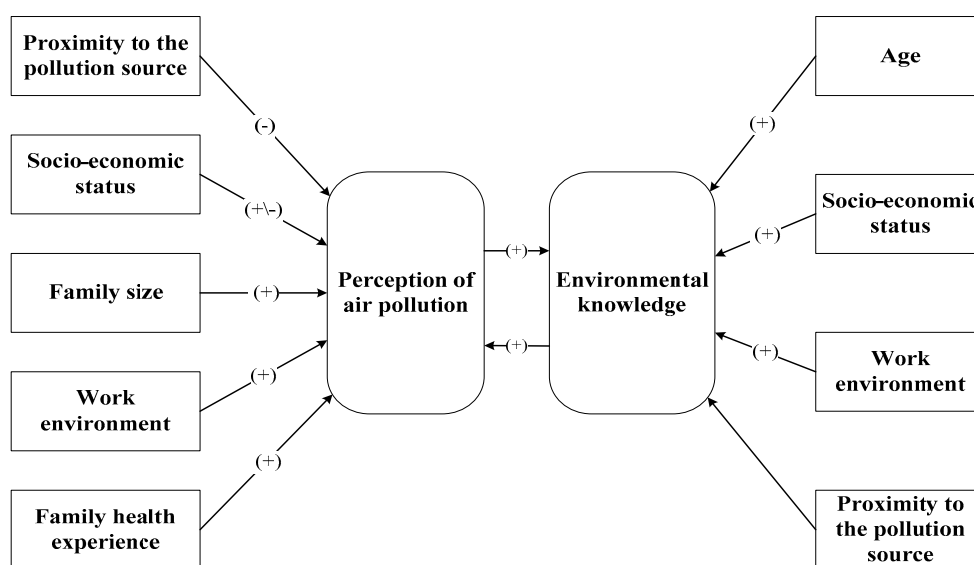 Proximity to the
pollution source
(-)
Socio-economic
status
(+\-)
Family size
(+)
Work
environment
(+)
Family health
experience
(+)
Perception of
air pollution
(+)
(+)
Environmental
knowledge
Age
(+)
Socio-economic
status
(+)
Work
environment
(+)
Proximity to
the pollution
source